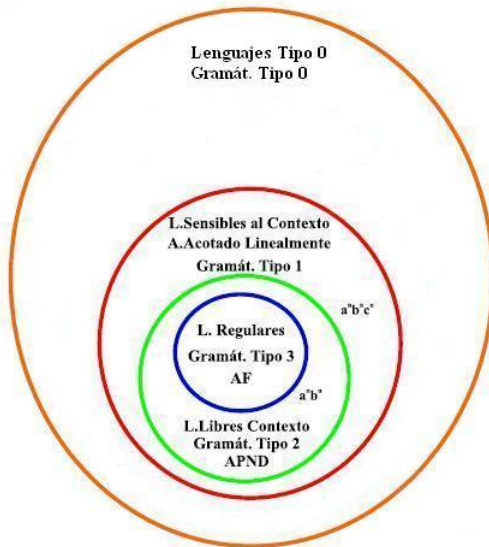 Lenguajes Tipo 0
Gramát. Tipo 0
L.Sensibles al Contexto
A.Acotado Linealmente
Gramát. Tipo 1
aⁿbⁿcⁿ
L. Regulares
Gramát. Tipo 3
AF
aⁿbⁿ
L.Libres Contexto
Gramát. Tipo 2
APND